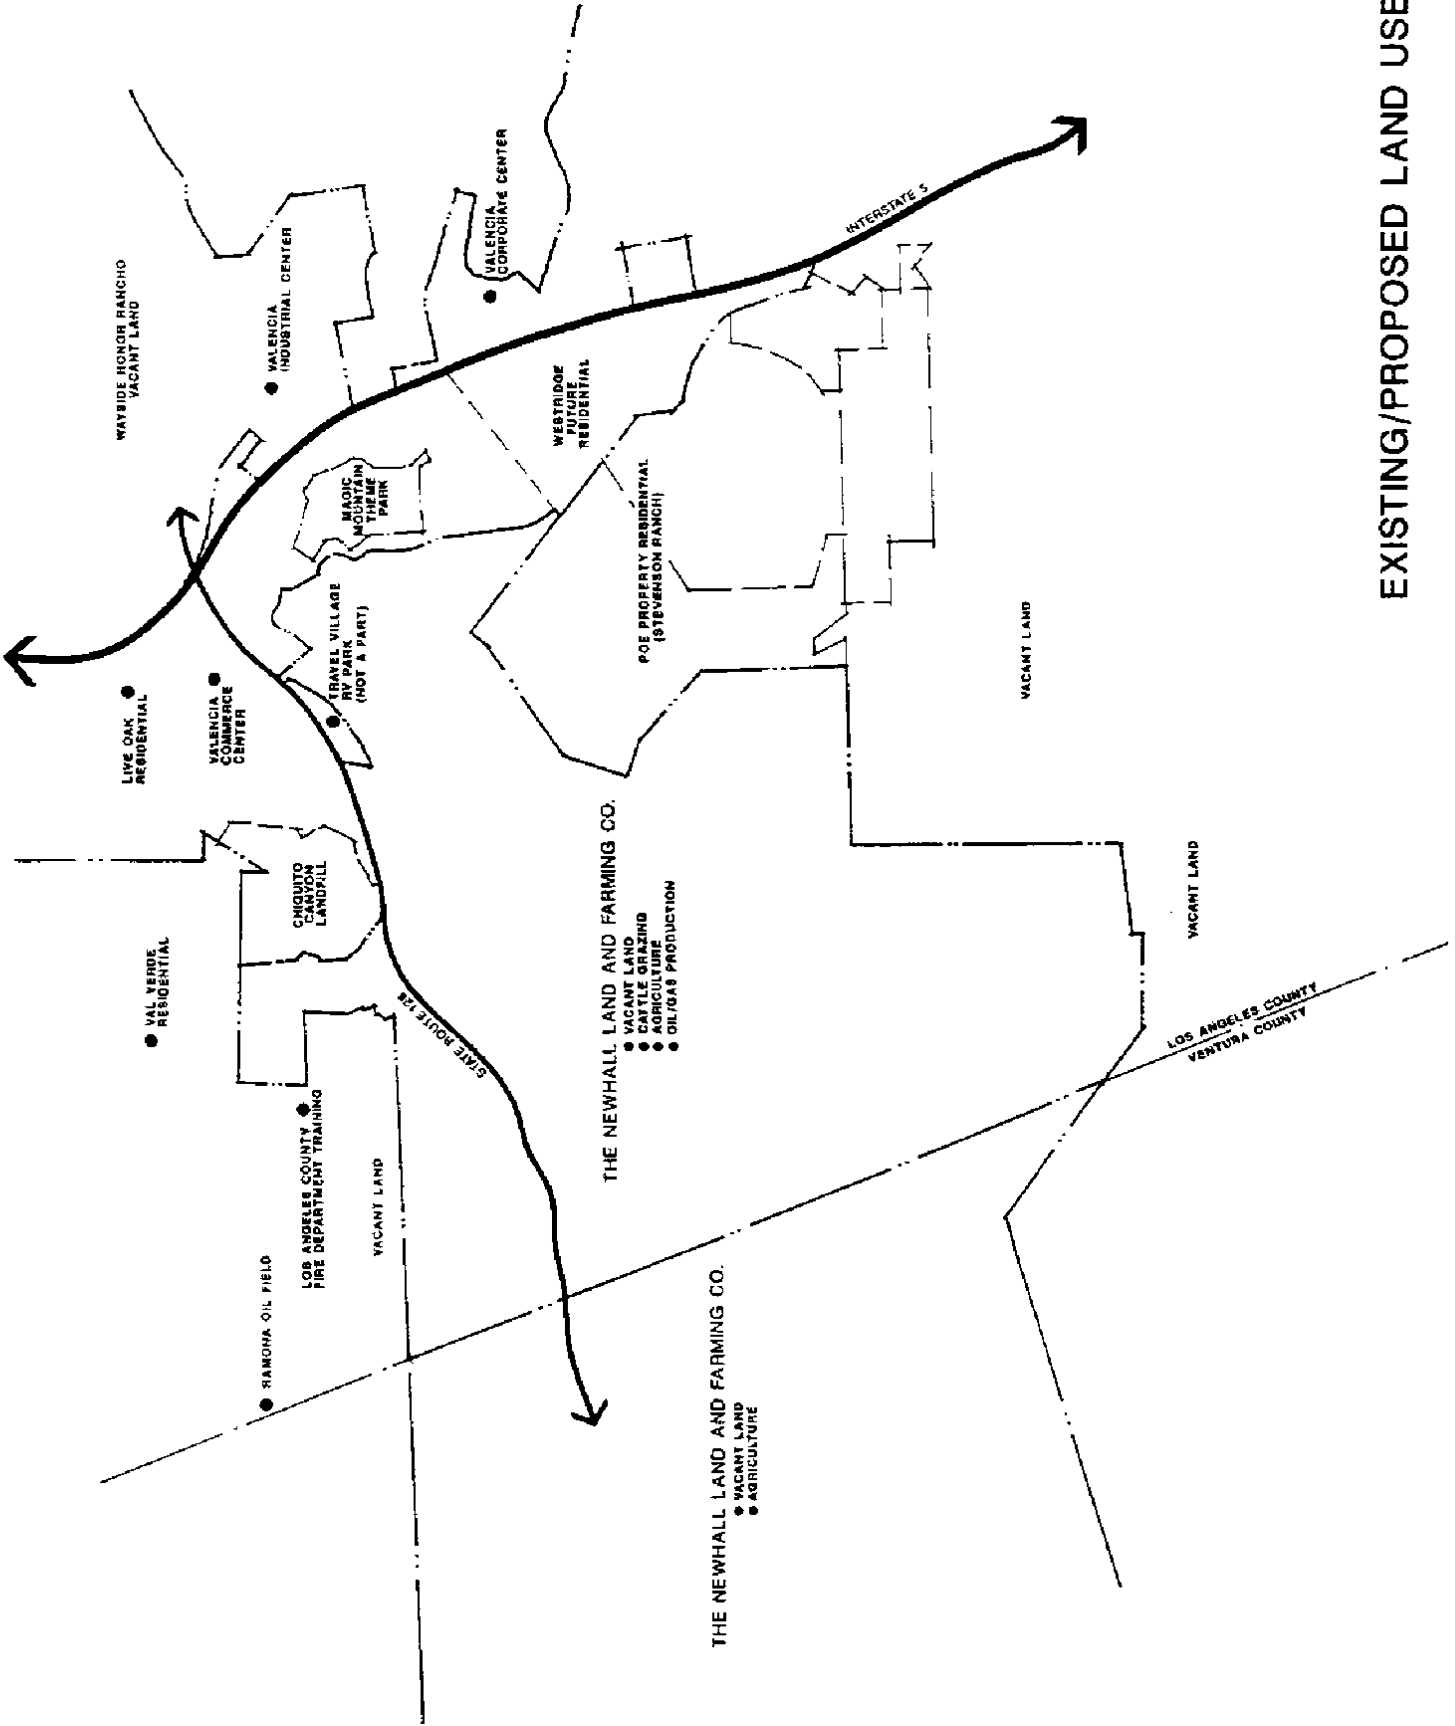 EXISTING/PROPOSED LAND USE
WAYSIDE HONOR RANCHO
VACANT LAND
LIVE OAK
RESIDENTIAL
VAL VERDE
RESIDENTIAL
VALENCIA
COMMERCE
CENTER
VALENCIA
INDUSTRIAL CENTER
RAMONA OIL FIELD
LOS ANGELES COUNTY
FIRE DEPARTMENT TRAINING
CHIQUITO
CANYON
LANDFILL
TRAVEL VILLAGE
RV PARK
(NOT A PART)
MAGIC
MOUNTAIN
THEME
PARK
VACANT LAND
STATE ROUTE 126
VALENCIA
CORPORATE CENTER
WESTRIDGE
FUTURE
RESIDENTIAL
THE NEWHALL LAND AND FARMING CO.
● VACANT LAND
● CATTLE GRAZING
● AGRICULTURE
● OIL/GAS PRODUCTION
POE PROPERTY RESIDENTIAL
(STEVENSON RANCH)
THE NEWHALL LAND AND FARMING CO.
● VACANT LAND
● AGRICULTURE
INTERSTATE 5
VACANT LAND
VACANT LAND
LOS ANGELES COUNTY
VENTURA COUNTY